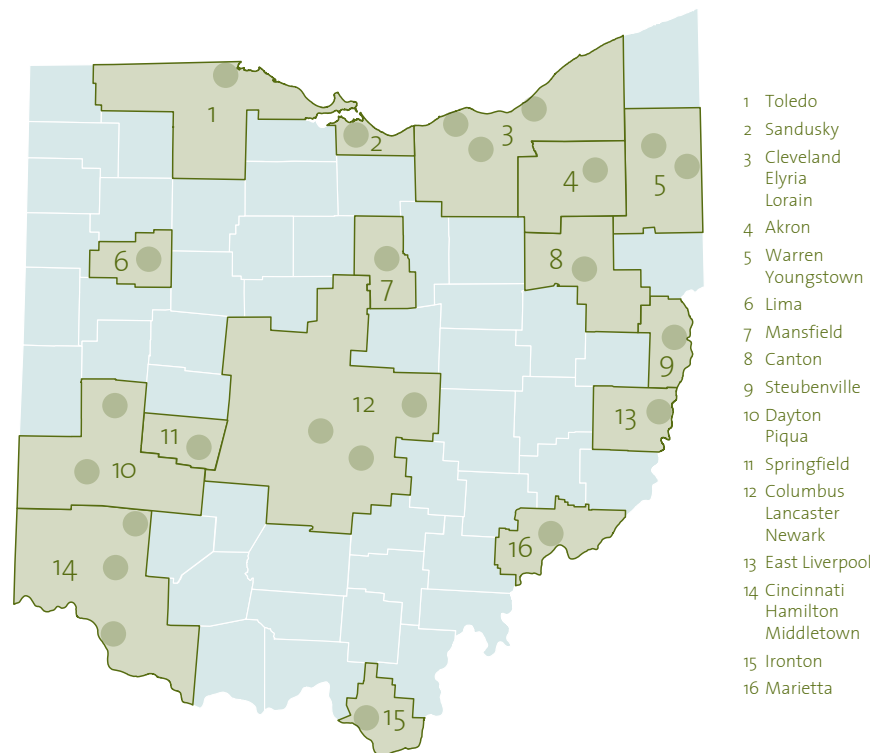 1
2
3
4
5
6
7
8
9
10
11
12
13
14
15
16
1 Toledo
2 Sandusky
3 Cleveland
Elyria
Lorain
4 Akron
5 Warren
Youngstown
6 Lima
7 Mansfield
8 Canton
9 Steubenville
10 Dayton
Piqua
11 Springfield
12 Columbus
Lancaster
Newark
13 East Liverpool
14 Cincinnati
Hamilton
Middletown
15 Ironton
16 Marietta